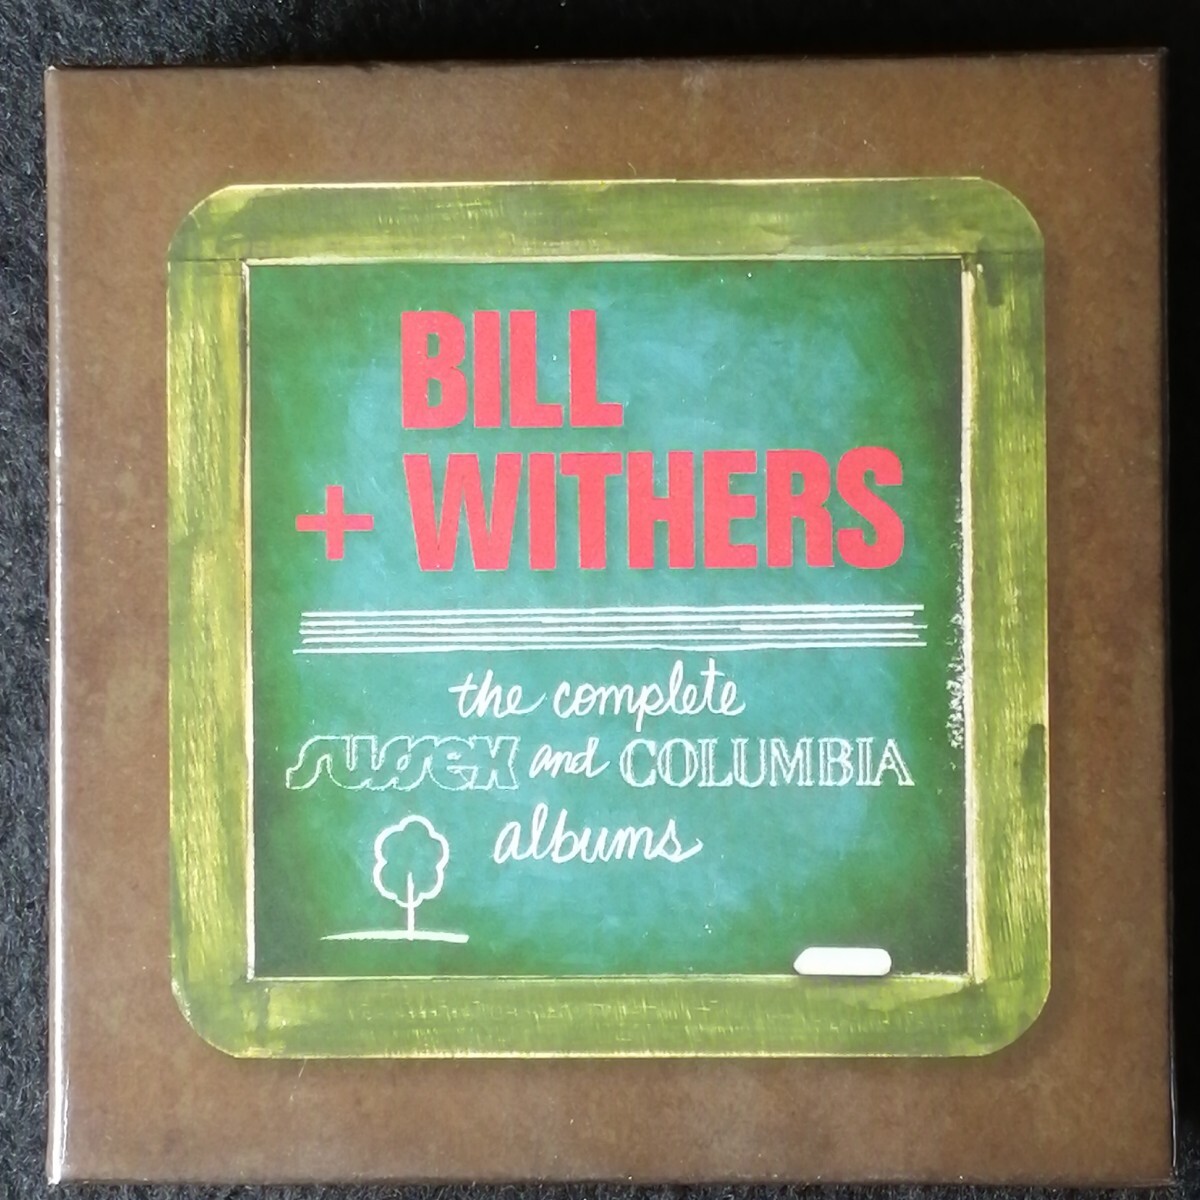 BILL
+ WITHERS
the complete
sussex and COLUMBIA
albums